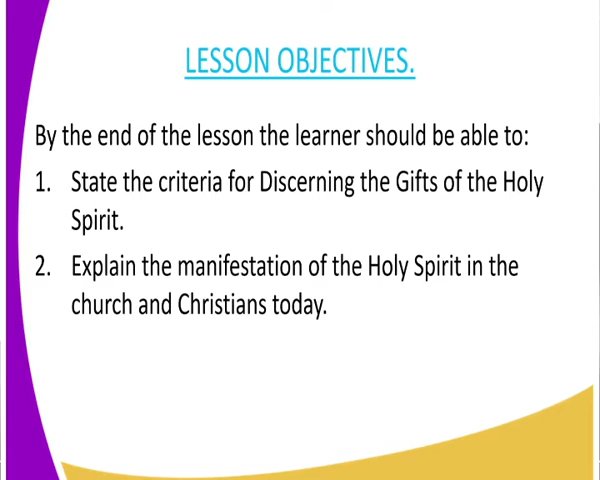 LESSON OBJECTIVES.
By the end of the lesson the learner should be able to:
1. State the criteria for Discerning the Gifts of the Holy
Spirit.
2. Explain the manifestation of the Holy Spirit in the
church and Christians today.